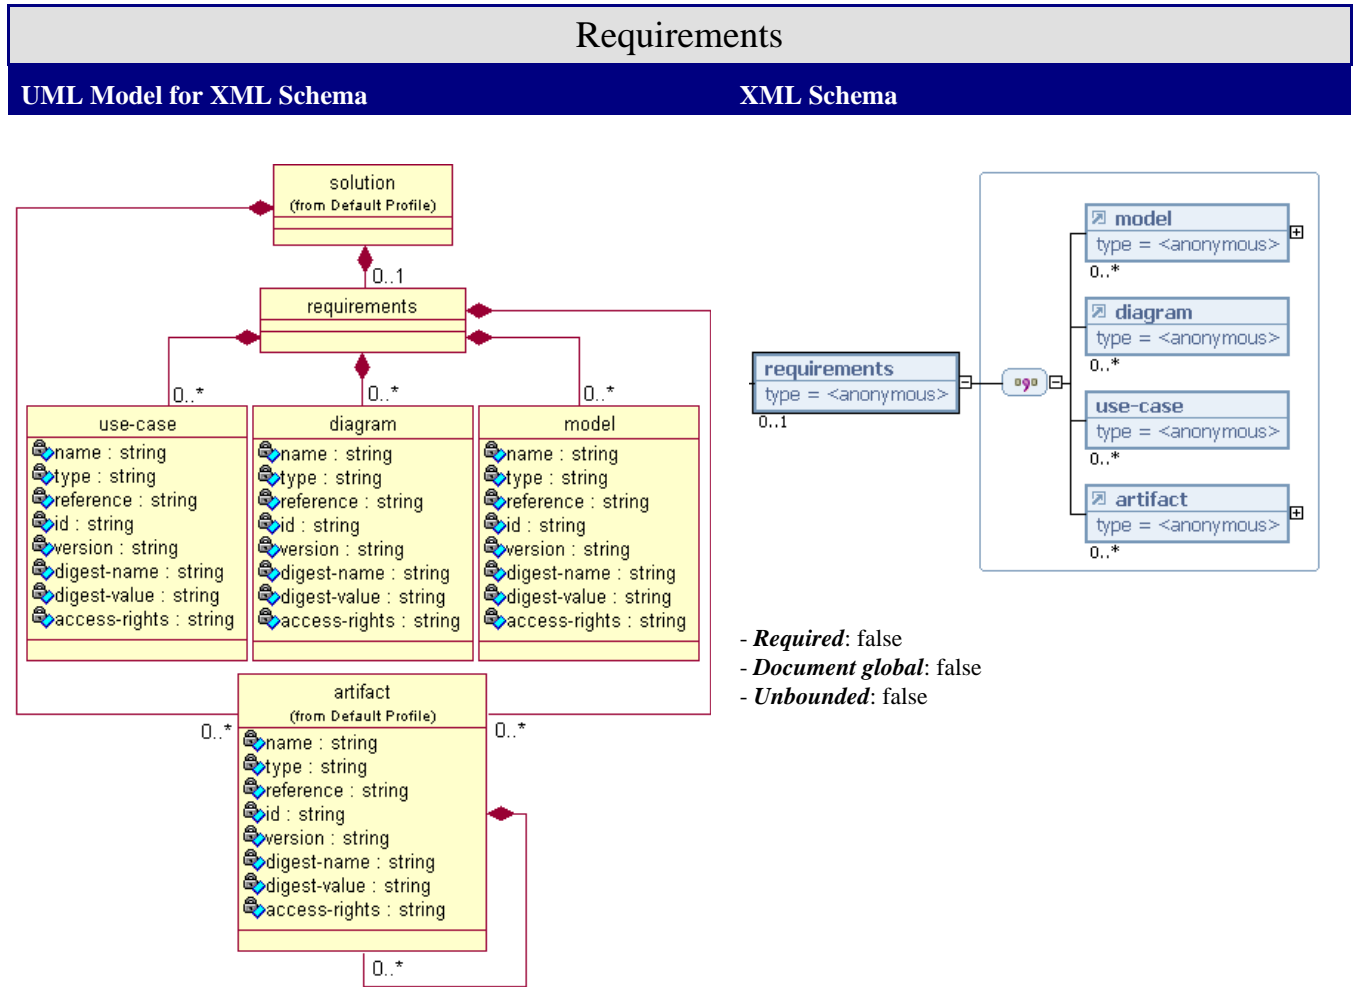 Requirements
UML Model for XML Schema
XML Schema
solution
(from Default Profile)
0..1
requirements
0..*
0..*
0..*
use-case
name : string
type : string
reference : string
id : string
version : string
digest-name : string
digest-value : string
access-rights : string
diagram
name : string
type : string
reference : string
id : string
version : string
digest-name : string
digest-value : string
access-rights : string
model
name : string
type : string
reference : string
id : string
version : string
digest-name : string
digest-value : string
access-rights : string
artifact
(from Default Profile)
0..*
0..*
name : string
type : string
reference : string
id : string
version : string
digest-name : string
digest-value : string
access-rights : string
0..*
requirements
type = <anonymous>
0..1
model
type = <anonymous>
0..*
diagram
type = <anonymous>
0..*
use-case
type = <anonymous>
0..*
artifact
type = <anonymous>
0..*
- Required: false
- Document global: false
- Unbounded: false